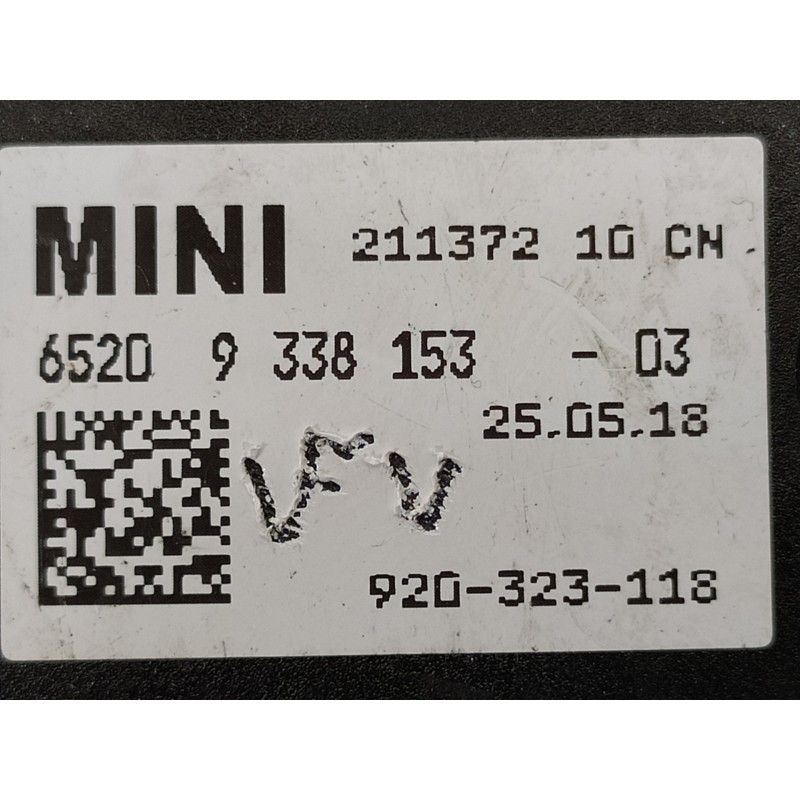 MINI 211372 10 CN
6520 9 338 153 - 03
25.05.18
VFV
920-323-118